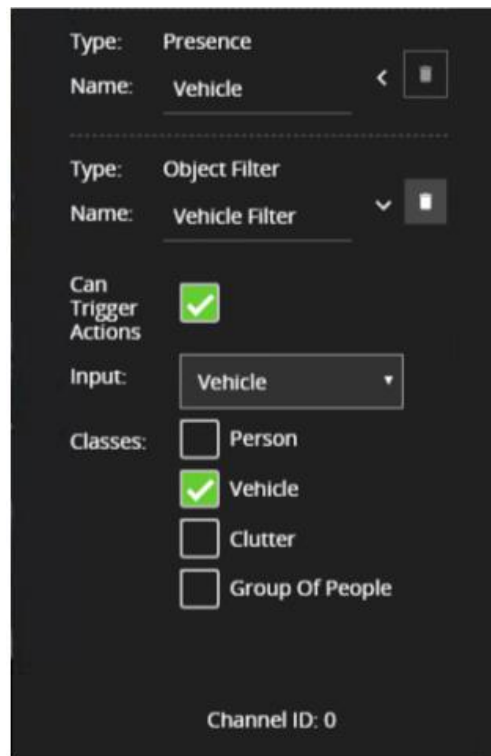 Type: Presence
Name: Vehicle
Type: Object Filter
Name: Vehicle Filter
Can
Trigger
Actions
Input: Vehicle
Classes: Person
Vehicle
Clutter
Group Of People
Channel ID: 0